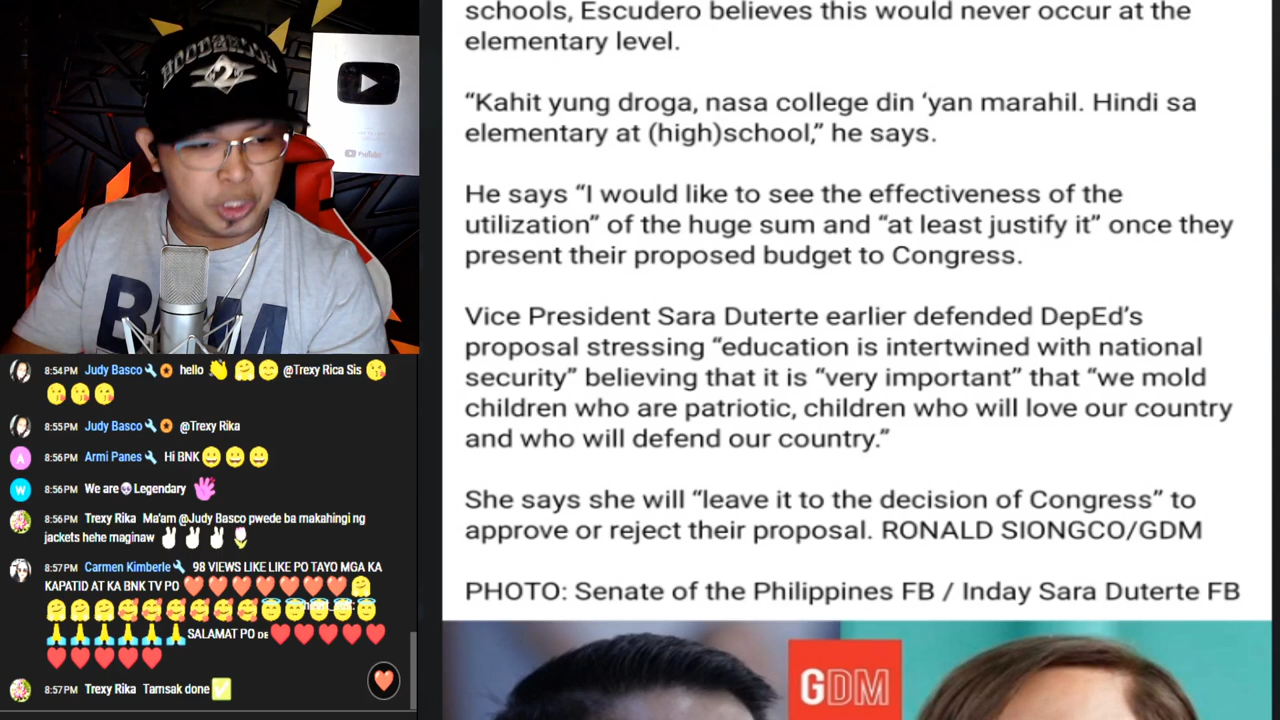 HOODSKOOL
2
YouTube
BBM
8:54PM Judy Basco hello 👋 🤗 😊 @Trexy Rica Sis 😘
😘 😘 😘
8:55PM Judy Basco @Trexy Rika
8:56PM Armi Panes Hi BNK 😀 😀 😀
W 8:56PM We are 💀 Legendary
8:56PM Trexy Rika Ma'am @Judy Basco pwede ba makahingi ng
jackets hehe maginaw ✌ ✌ ✌ 🌷
8:57PM Carmen Kimberle 98 VIEWS LIKE LIKE PO TAYO MGA KA
KAPATID AT KA BNK TV PO ❤️❤️❤️❤️❤️❤️❤️🤗
🤗🤗🤗🥰🥰🥰🥰🥰🥰😇😇😇😇😇
🙏🙏🙏🙏🙏🙏SALAMAT PO ❤️❤️❤️❤️❤️
❤️❤️❤️❤️❤️
8:57PM Trexy Rika Tamsak done ✅
schools, Escudero believes this would never occur at the
elementary level.
“Kahit yung droga, nasa college din ‘yan marahil. Hindi sa
elementary at (high)school,” he says.
He says “I would like to see the effectiveness of the
utilization” of the huge sum and “at least justify it” once they
present their proposed budget to Congress.
Vice President Sara Duterte earlier defended DepEd’s
proposal stressing “education is intertwined with national
security” believing that it is “very important” that “we mold
children who are patriotic, children who will love our country
and who will defend our country.”
She says she will “leave it to the decision of Congress” to
approve or reject their proposal. RONALD SIONGCO/GDM
PHOTO: Senate of the Philippines FB / Inday Sara Duterte FB
GDM